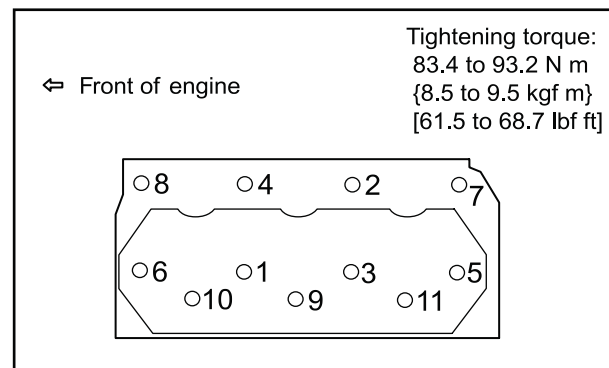 Tightening torque:
83.4 to 93.2 N m
⇦ Front of engine
{8.5 to 9.5 kgf m}
[61.5 to 68.7 lbf ft]
8 4 2 7
6 1 3 5
10 9 11